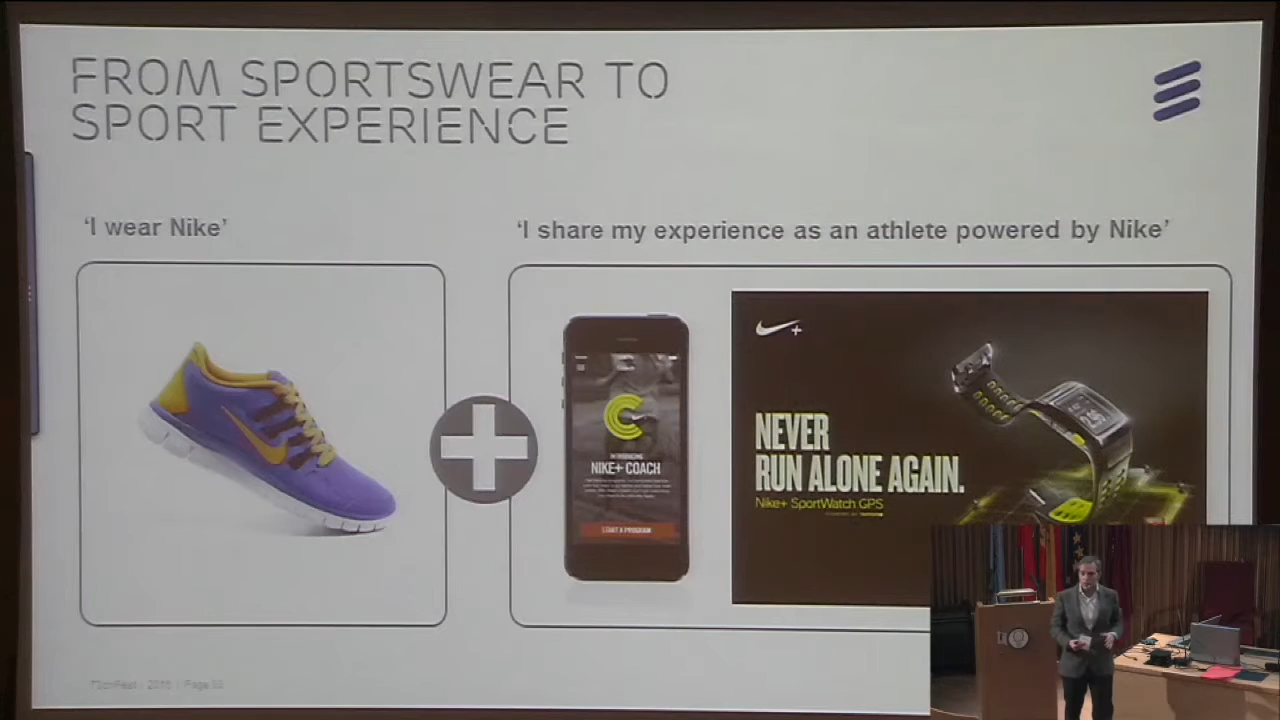 FROM SPORTSWEAR TO
SPORT EXPERIENCE
‘I wear Nike’
‘I share my experience as an athlete powered by Nike’
NIKE+ COACH
START A PROGRAM
NEVER
RUN ALONE AGAIN.
Nike+ SportWatch GPS